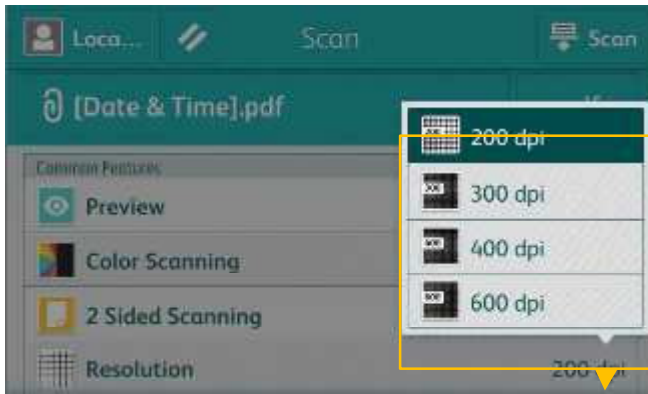 Loca... Scan Scan
[Date & Time].pdf
200 dpi
Common Features
300 dpi
Preview
400 dpi
Color Scanning
600 dpi
2 Sided Scanning
Resolution 200 dpi